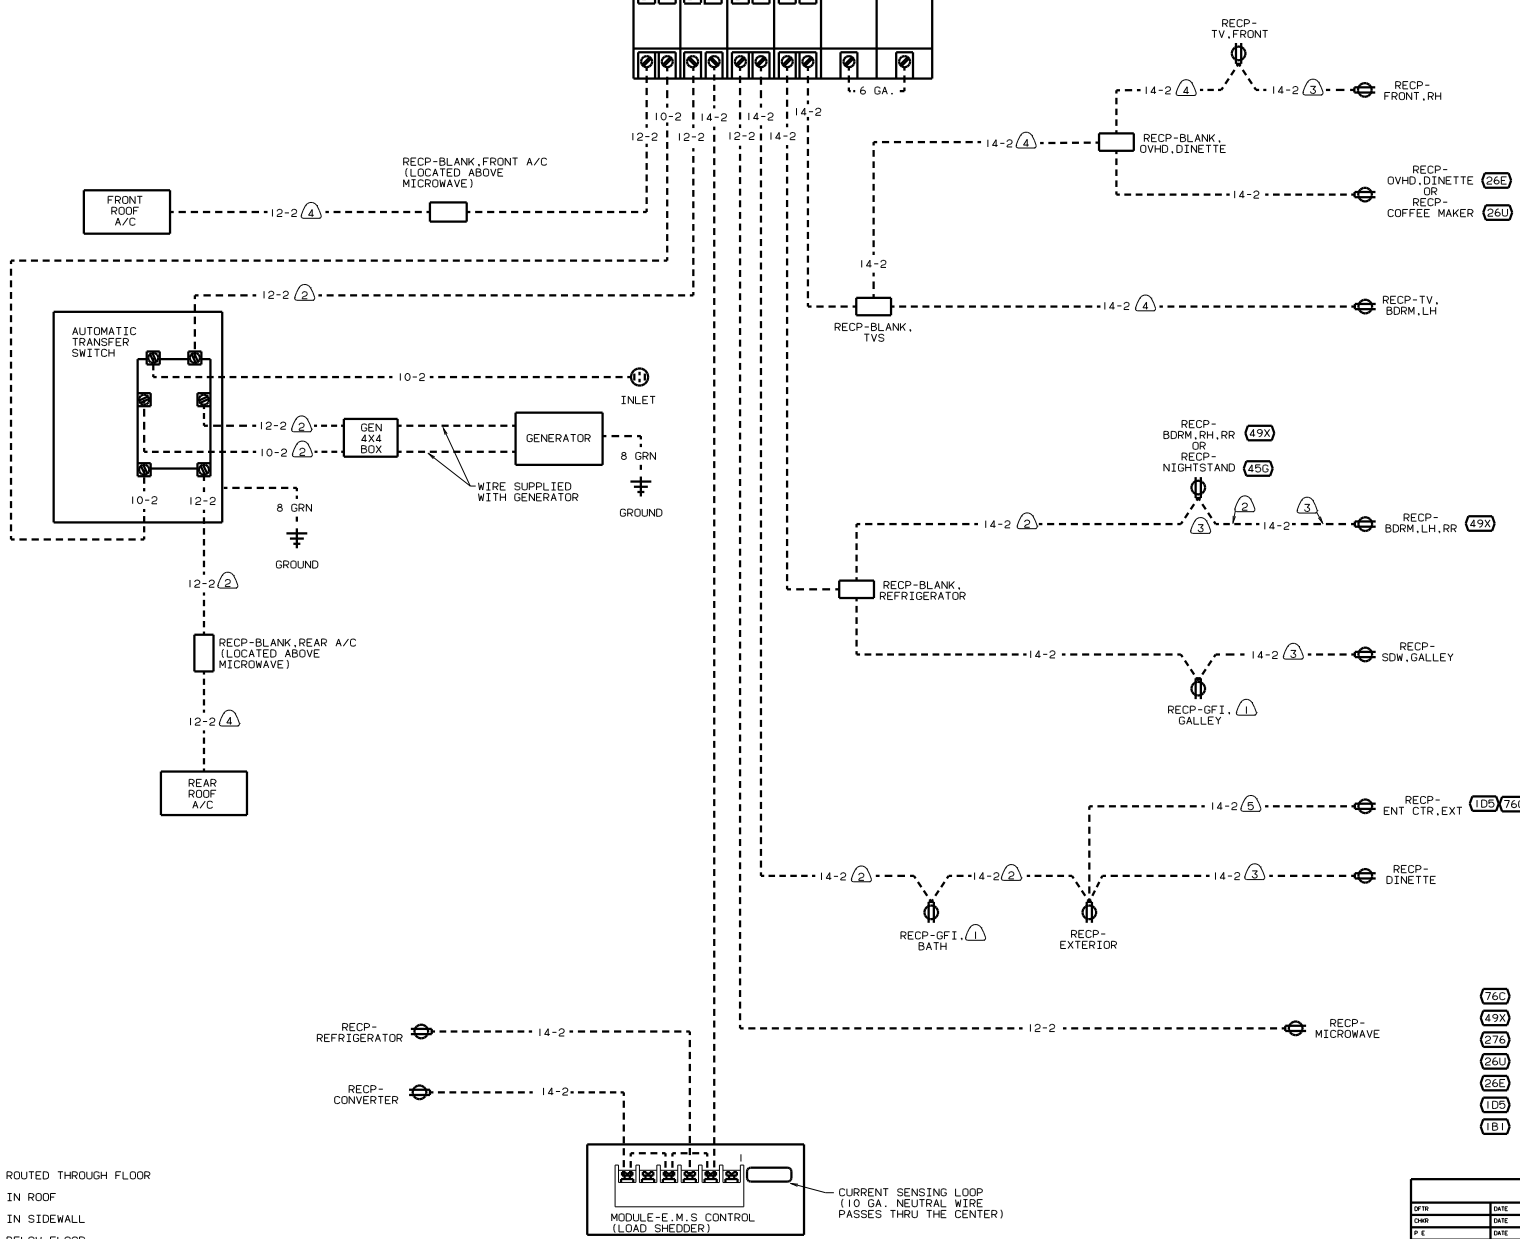 RECP-
TV,FRONT
14-2 4
14-2 3
RECP-
FRONT,RH
6 GA.
10-2
14-2
14-2
14-2
12-2
12-2
12-2
14-2
14-2 4
RECP-BLANK,
OVHD,DINETTE
RECP-BLANK,FRONT A/C
(LOCATED ABOVE
MICROWAVE)
RECP-
OVHD,DINETTE 26E
OR
RECP-
COFFEE MAKER 26U
14-2
FRONT
ROOF
A/C
12-2 4
14-2
12-2 2
14-2 4
RECP-TV,
BDRM,LH
RECP-BLANK,
TVS
AUTOMATIC
TRANSFER
SWITCH
10-2
INLET
12-2 2
GEN
4X4
BOX
GENERATOR
10-2 2
8 GRN
WIRE SUPPLIED
WITH GENERATOR
GROUND
10-2
12-2
8 GRN
GROUND
RECP-
BDRM,RH,RR 49X
OR
RECP-
NIGHTSTAND 45G
14-2 2
3
2
14-2
3
RECP-
BDRM,LH,RR 49X
12-2 2
RECP-BLANK,
REFRIGERATOR
RECP-BLANK,REAR A/C
(LOCATED ABOVE
MICROWAVE)
14-2
14-2 3
RECP-
SDW,GALLEY
RECP-GFI, 1
GALLEY
12-2 4
REAR
ROOF
A/C
14-2 5
RECP-
ENT CTR,EXT 1D5 76C
14-2 2
14-2 2
14-2 3
RECP-
DINETTE
RECP-GFI, 1
BATH
RECP-
EXTERIOR
76C
49X
276
26U
26E
1D5
1B1
RECP-
REFRIGERATOR
14-2
12-2
RECP-
MICROWAVE
RECP-
CONVERTER
14-2
1
MODULE-E.M.S CONTROL
(LOAD SHEDDER)
CURRENT SENSING LOOP
(10 GA. NEUTRAL WIRE
PASSES THRU THE CENTER)
ROUTED THROUGH FLOOR
IN ROOF
IN SIDEWALL
BELOW FLOOR
DFTR DATE
CHKR DATE
P E DATE